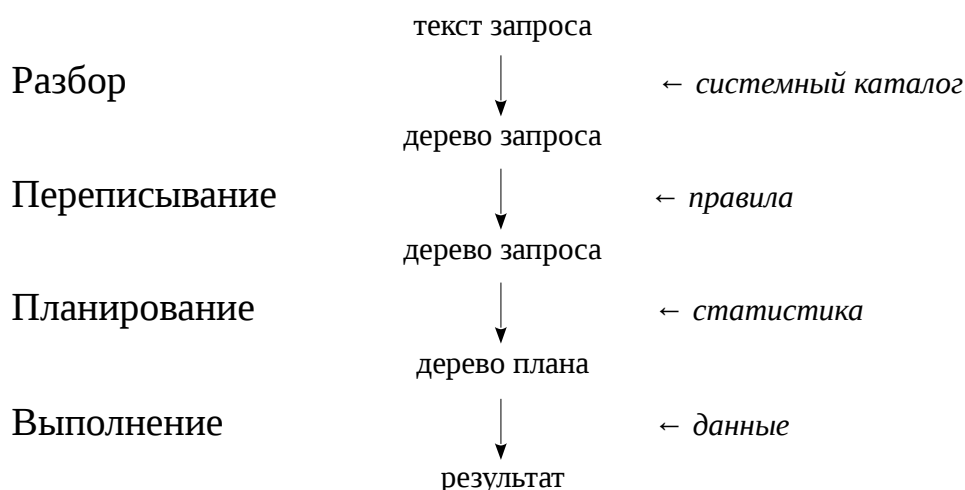 текст запроса
Разбор
← системный каталог
дерево запроса
Переписывание
← правила
дерево запроса
Планирование
← статистика
дерево плана
Выполнение
← данные
результат